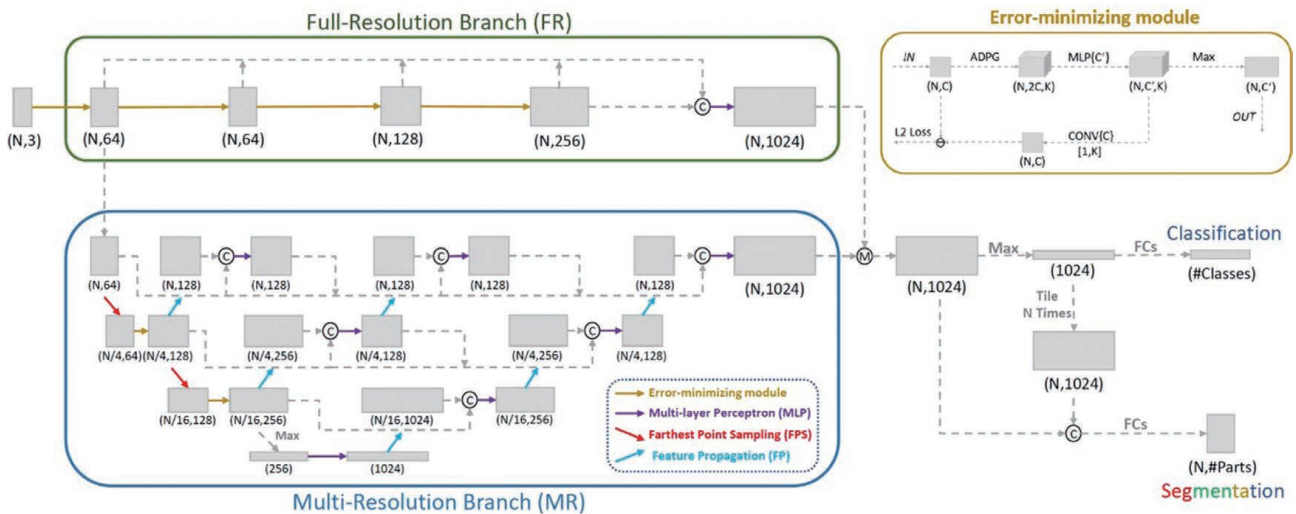 Full-Resolution Branch (FR)
(N,3)
(N,64)
(N,64)
(N,128)
(N,256)
C
(N,1024)
Error-minimizing module
IN
ADPG
MLP{C'}
Max
(N,C)
(N,2C,K)
(N,C',K)
(N,C')
OUT
L2 Loss
CONV{C}
[1,K]
(N,C)
(N,64)
(N,128)
C
(N,128)
(N,128)
C
(N,128)
(N,128)
C
(N,1024)
M
(N,1024)
Max
(1024)
FCs
Classification
(#Classes)
(N/4,64)
(N/4,128)
(N/4,256)
C
(N/4,128)
(N/4,256)
C
(N/4,128)
Tile
N Times
(N,1024)
(N/16,128)
(N/16,256)
(N/16,1024)
C
(N/16,256)
Max
(256)
(1024)
Error-minimizing module
Multi-layer Perceptron (MLP)
Farthest Point Sampling (FPS)
Feature Propagation (FP)
C
FCs
(N,#Parts)
Segmentation
Multi-Resolution Branch (MR)